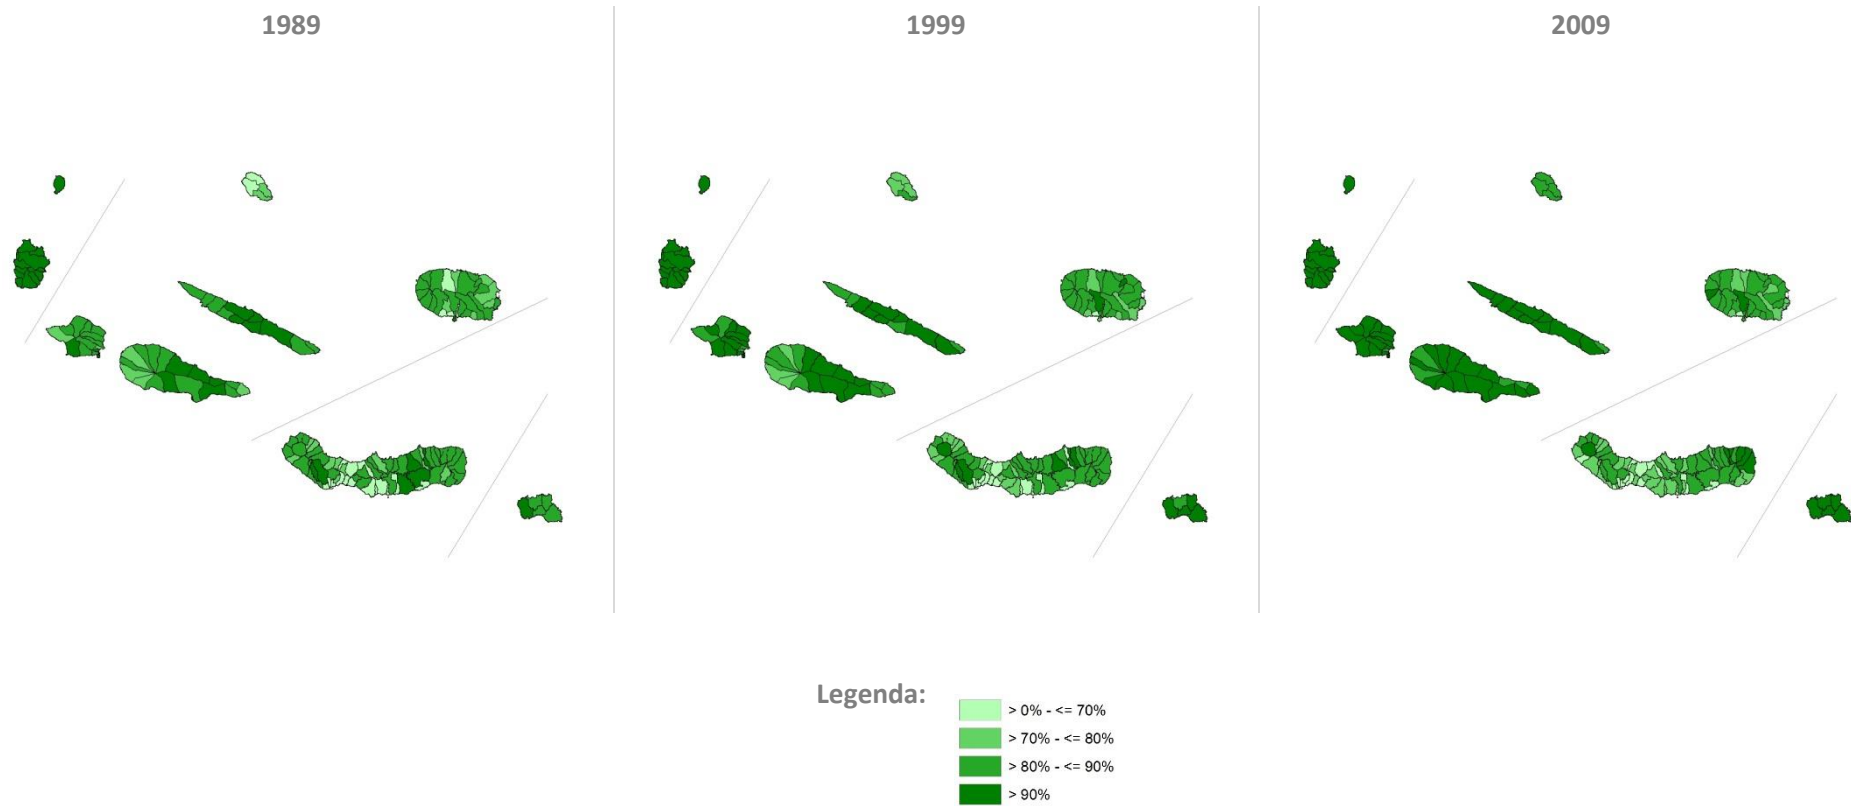 1989
1999
2009
Legenda:
> 0% - <= 70%
> 70% - <= 80%
> 80% - <= 90%
> 90%